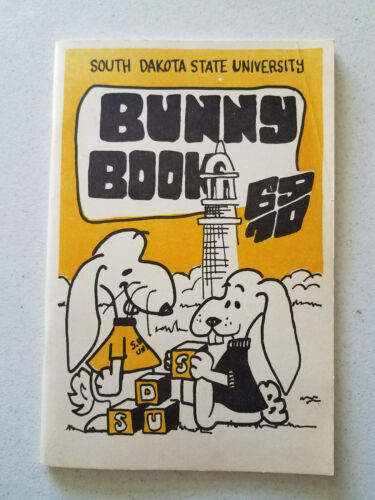 SOUTH DAKOTA STATE UNIVERSITY
BUNNY
BOOK
69
70
S.D.
S
D
S U